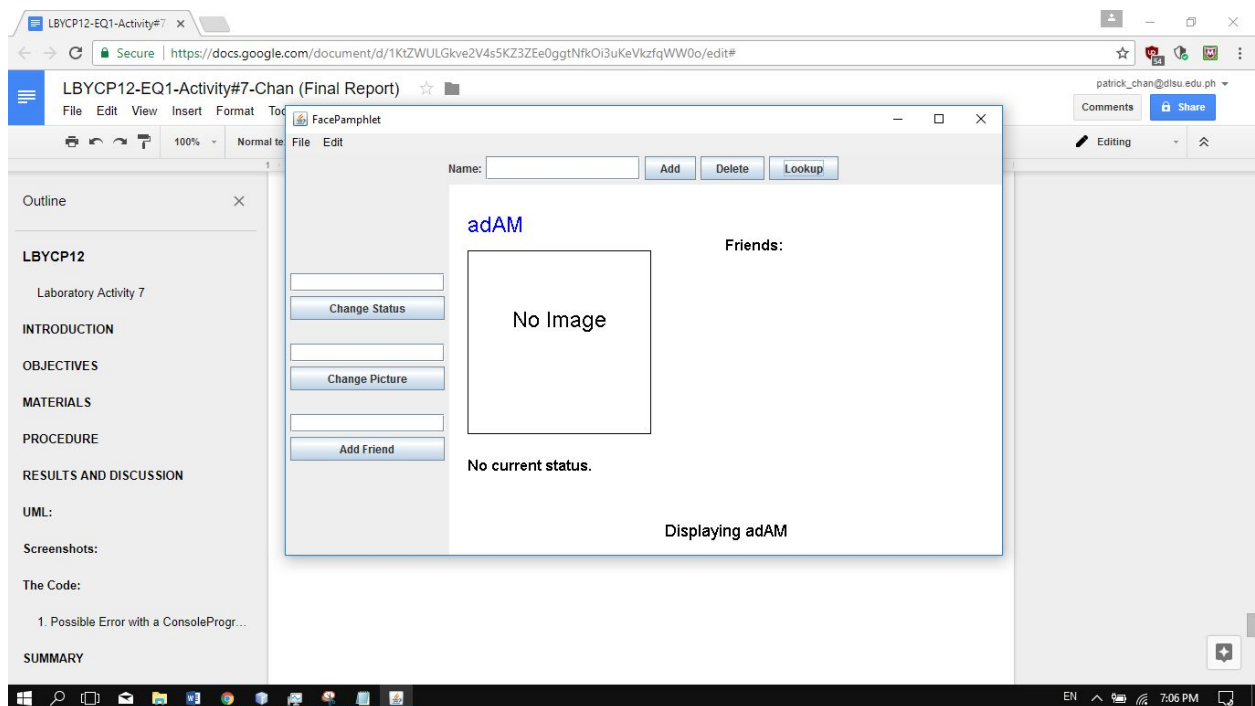 LBYCP12-EQ1-Activity#7
Secure
https://docs.google.com/document/d/1KtZWULGkve2V4s5KZ3ZEe0ggtNfkOi3uKeVkzfqWW0o/edit#
54
LBYCP12-EQ1-Activity#7-Chan (Final Report)
patrick_chan@dlsu.edu.ph
File Edit View Insert Format
Comments
Share
100%
Normal te
Editing
FacePamphlet
File Edit
Name:
Add
Delete
Lookup
1
Outline
LBYCP12
Laboratory Activity 7
INTRODUCTION
OBJECTIVES
MATERIALS
PROCEDURE
RESULTS AND DISCUSSION
UML:
Screenshots:
The Code:
1. Possible Error with a ConsoleProgr...
SUMMARY
Change Status
Change Picture
Add Friend
adAM
No Image
Friends:
No current status.
Displaying adAM
EN
7:06 PM